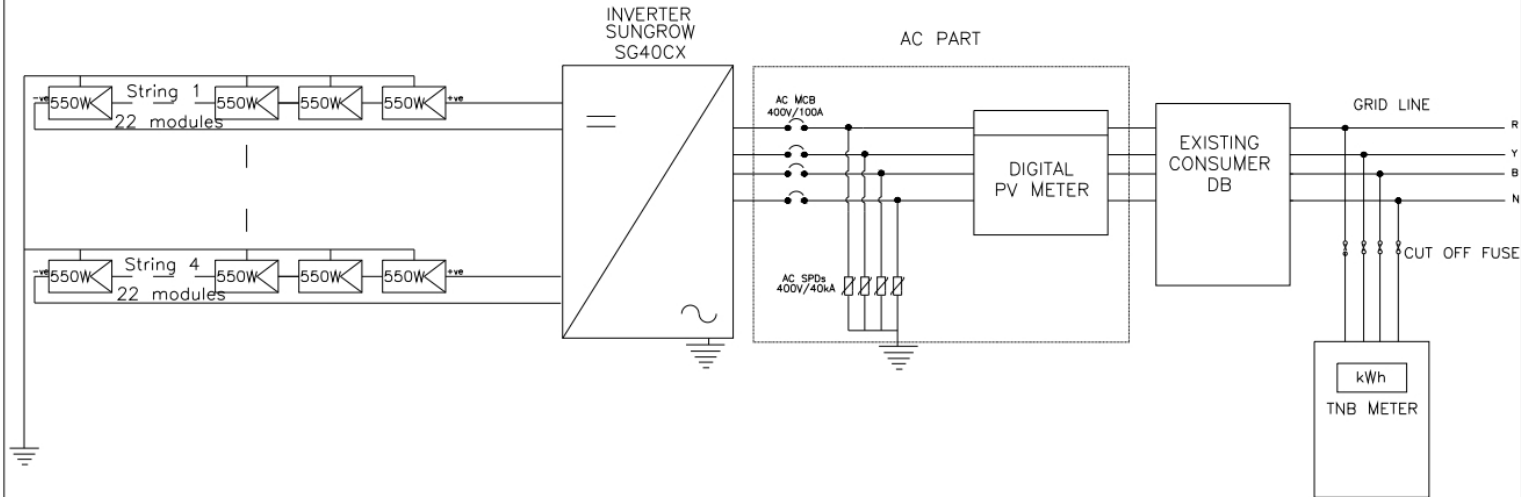 INVERTER
SUNGROW
SG40CX
AC PART
-ve
550W
String 1
22 modules
550W
550W
550W
+ve
AC MCB
400V/100A
DIGITAL
PV METER
EXISTING
CONSUMER
DB
GRID LINE
R
Y
B
N
-ve
550W
String 4
22 modules
550W
550W
550W
+ve
AC SPDs
400V/40kA
CUT OFF FUSE
kWh
TNB METER